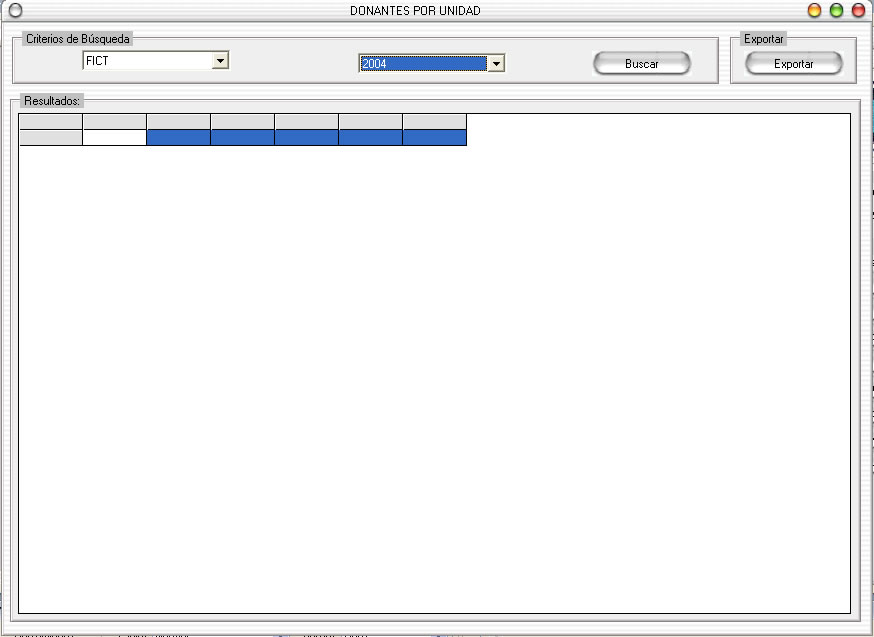 DONANTES POR UNIDAD
Criterios de Búsqueda
Exportar
FICT
2004
Buscar
Exportar
Resultados: